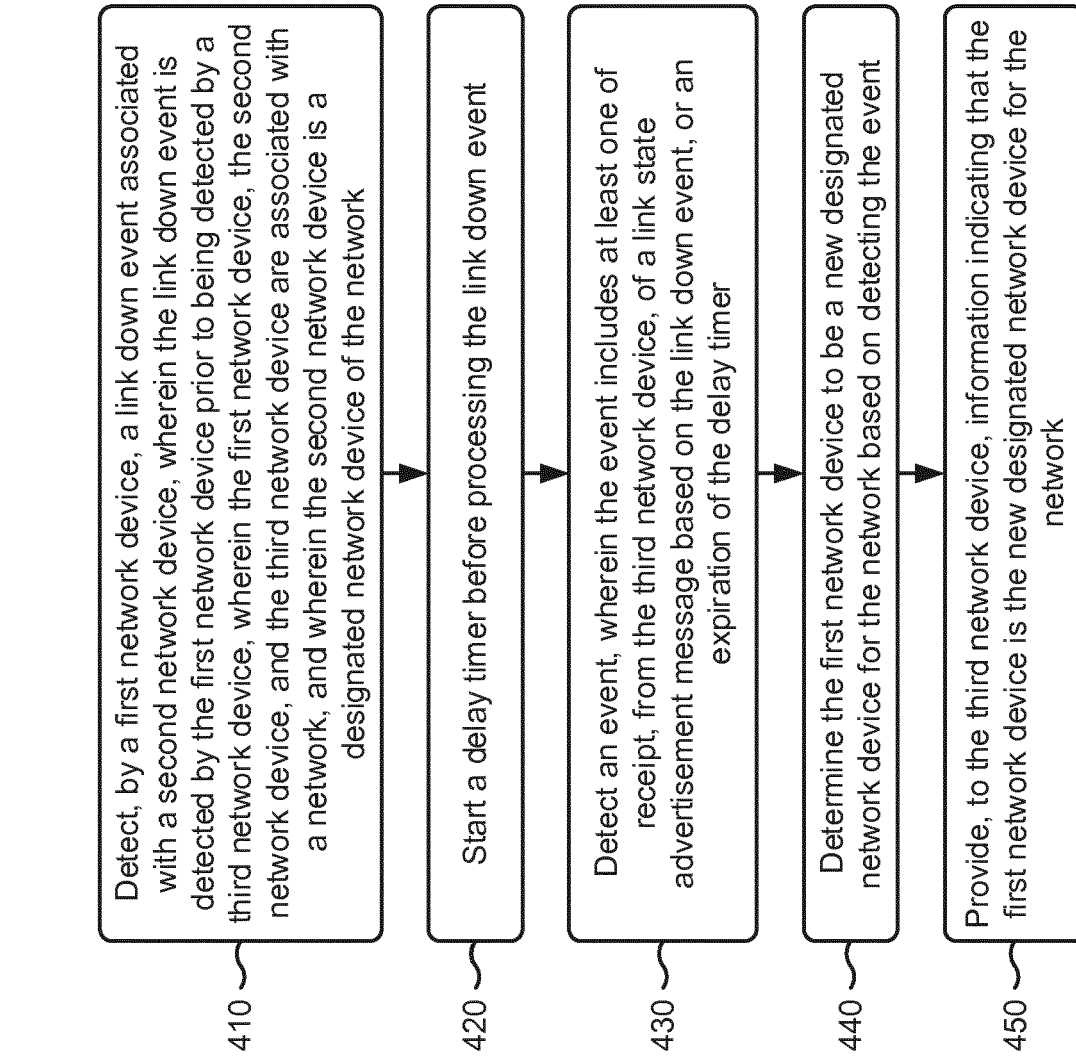 410
Detect, by a first network device, a link down event associated
with a second network device, wherein the link down event is
detected by the first network device prior to being detected by a
third network device, wherein the first network device, the second
network device, and the third network device are associated with
a network, and wherein the second network device is a
designated network device of the network
420
Start a delay timer before processing the link down event
430
Detect an event, wherein the event includes at least one of
receipt, from the third network device, of a link state
advertisement message based on the link down event, or an
expiration of the delay timer
440
Determine the first network device to be a new designated
network device for the network based on detecting the event
450
Provide, to the third network device, information indicating that the
first network device is the new designated network device for the
network